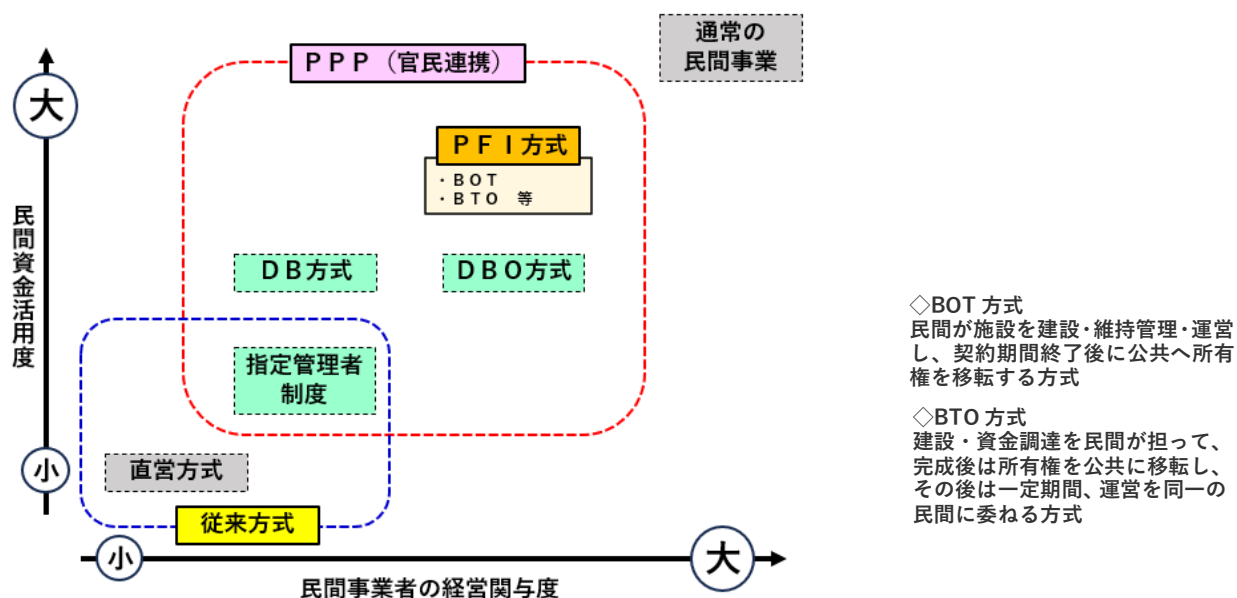 通常の
民間事業
ＰＰＰ（官民連携）
大
ＰＦＩ方式
・ＢＯＴ
・ＢＴＯ　等
民間資金活用度
ＤＢ方式
ＤＢＯ方式
指定管理者
制度
小
直営方式
従来方式
小
大
民間事業者の経営関与度
◇BOT 方式
民間が施設を建設・維持管理・運営
し、契約期間終了後に公共へ所有
権を移転する方式
◇BTO 方式
建設・資金調達を民間が担って、
完成後は所有権を公共に移転し、
その後は一定期間、運営を同一の
民間に委ねる方式